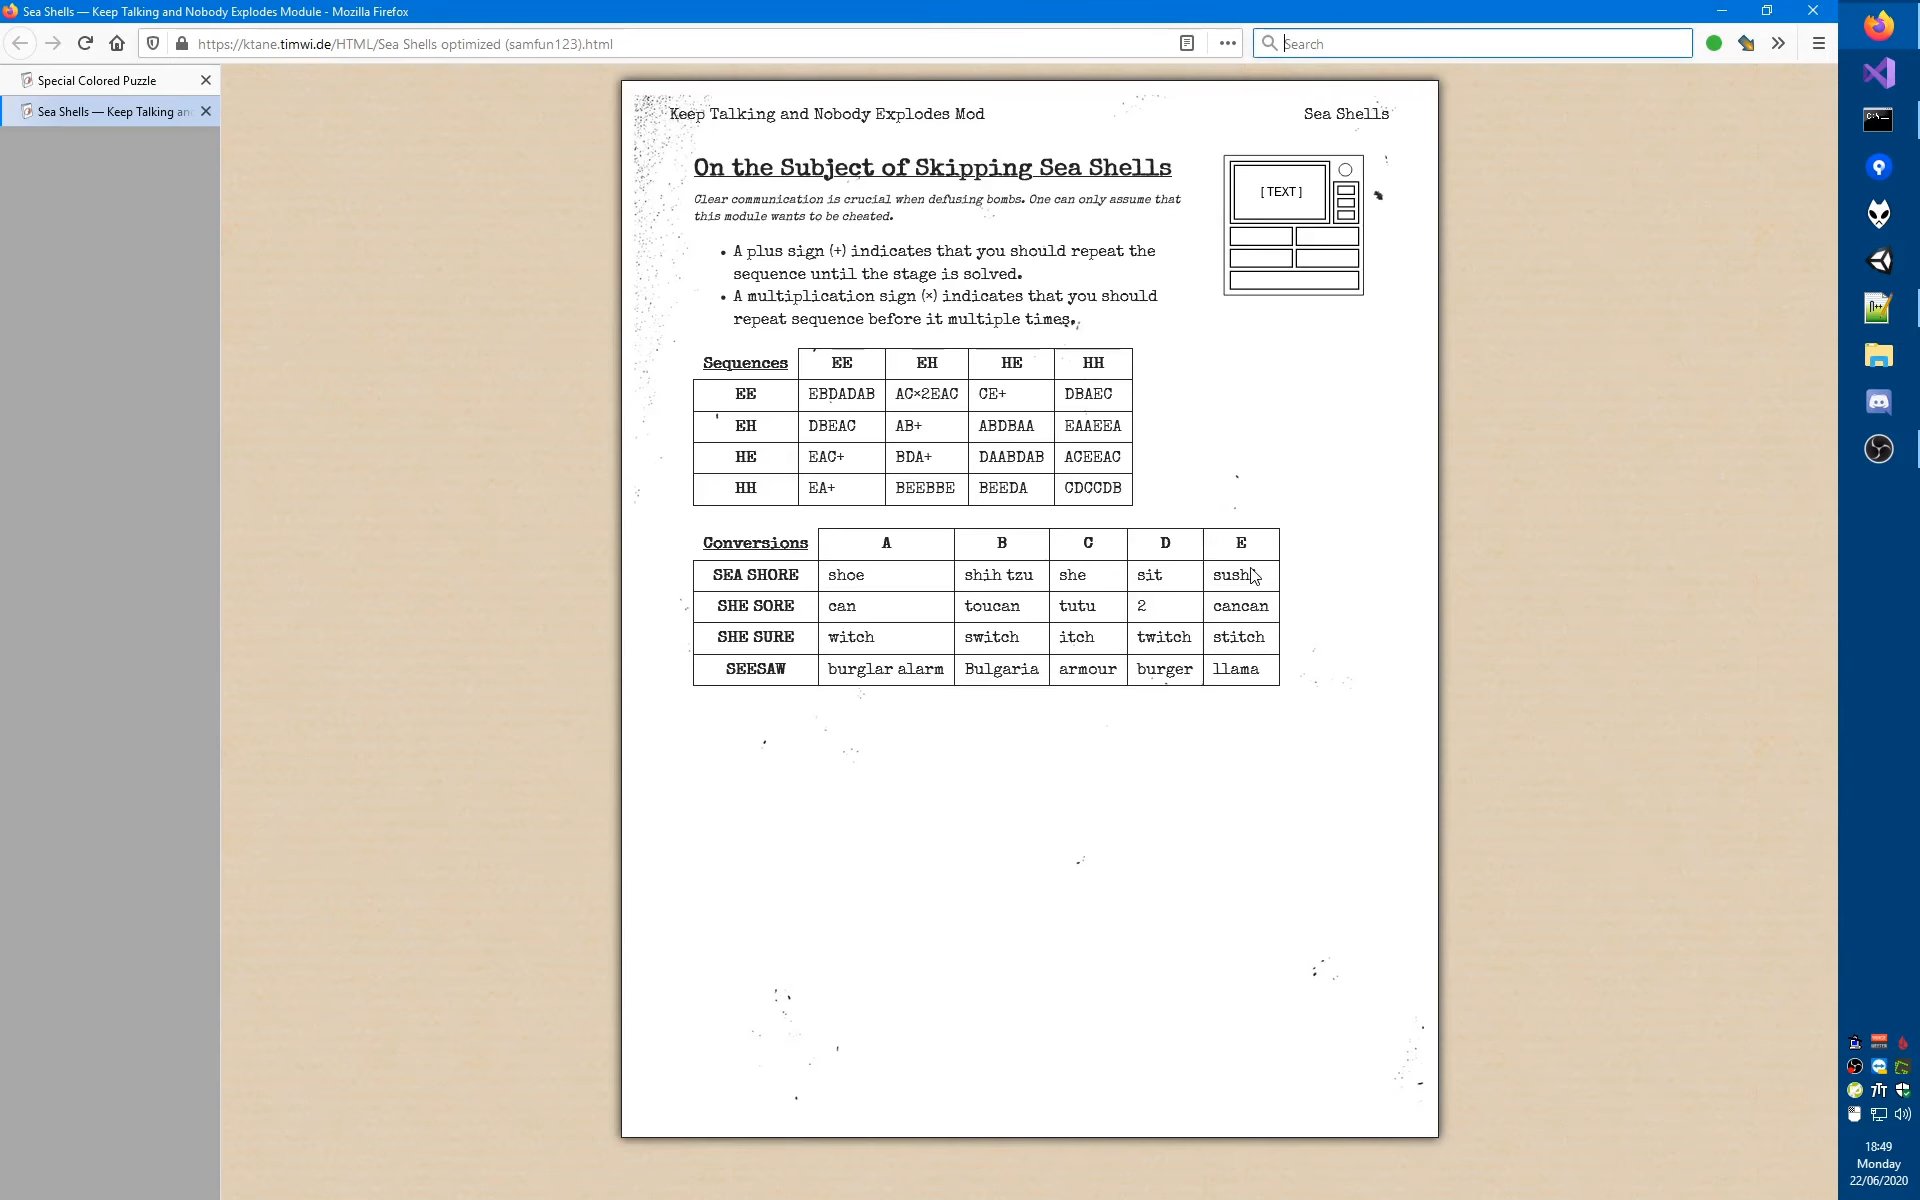 Sea Shells — Keep Talking and Nobody Explodes Module - Mozilla Firefox
https://ktane.timwi.de/HTML/Sea Shells optimized (samfun123).html
Search
Special Colored Puzzle
Sea Shells — Keep Talking an
Keep Talking and Nobody Explodes Mod Sea Shells
On the Subject of Skipping Sea Shells
Clear communication is crucial when defusing bombs. One can only assume that
this module wants to be cheated.
[TEXT]
• A plus sign (+) indicates that you should repeat the
sequence until the stage is solved.
• A multiplication sign (×) indicates that you should
repeat sequence before it multiple times.
Sequences EE EH HE HH
EE EBDADAB AC×2EAC CE+ DBAEC
EH DBEAC AB+ ABDBAA EAAEEA
HE EAC+ BDA+ DAABDAB ACEEAC
HH EA+ BEEBBE BEEDA CDCCDB
Conversions A B C D E
SEA SHORE shoe shih tzu she sit sushi
SHE SORE can toucan tutu 2 cancan
SHE SURE witch switch itch twitch stitch
SEESAW burglar alarm Bulgaria armour burger llama
18:49
Monday
22/06/2020